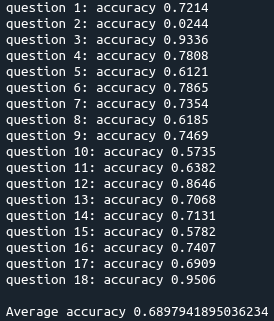 question 1: accuracy 0.7214
question 2: accuracy 0.0244
question 3: accuracy 0.9336
question 4: accuracy 0.7808
question 5: accuracy 0.6121
question 6: accuracy 0.7865
question 7: accuracy 0.7354
question 8: accuracy 0.6185
question 9: accuracy 0.7469
question 10: accuracy 0.5735
question 11: accuracy 0.6382
question 12: accuracy 0.8646
question 13: accuracy 0.7068
question 14: accuracy 0.7131
question 15: accuracy 0.5782
question 16: accuracy 0.7407
question 17: accuracy 0.6909
question 18: accuracy 0.9506
Average accuracy 0.6897941895036234